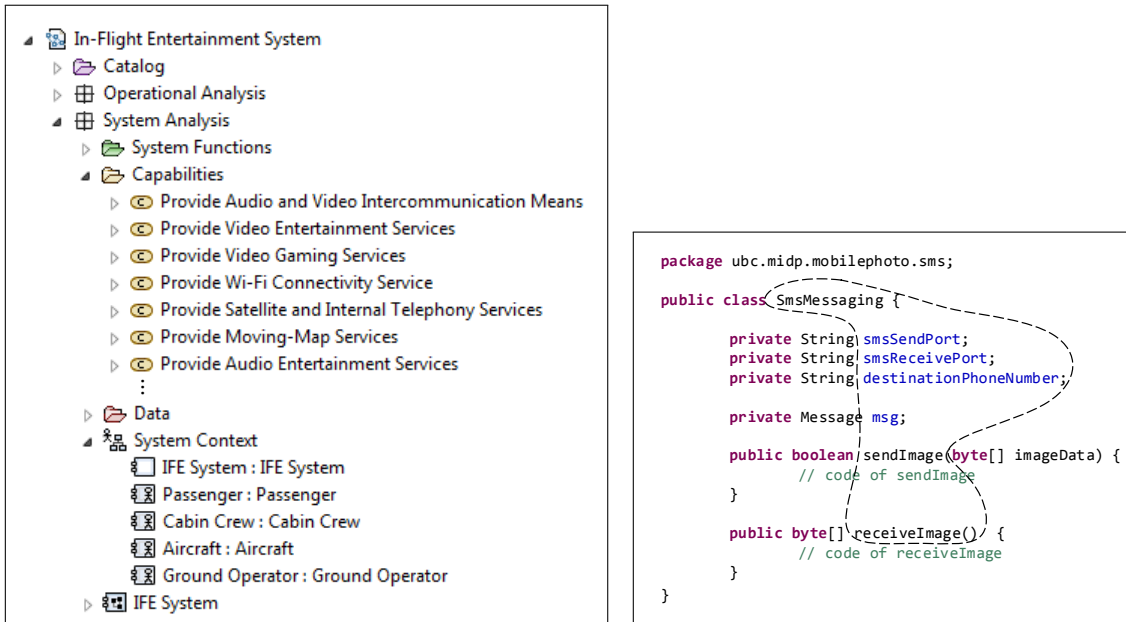 In-Flight Entertainment System
Catalog
Operational Analysis
System Analysis
System Functions
Capabilities
Provide Audio and Video Intercommunication Means
Provide Video Entertainment Services
Provide Video Gaming Services
Provide Wi-Fi Connectivity Service
Provide Satellite and Internal Telephony Services
Provide Moving-Map Services
Provide Audio Entertainment Services
Data
System Context
IFE System : IFE System
Passenger : Passenger
Cabin Crew : Cabin Crew
Aircraft : Aircraft
Ground Operator : Ground Operator
IFE System
package ubc.midp.mobilephoto.sms;
public class SmsMessaging {
private String smsSendPort;
private String smsReceivePort;
private String destinationPhoneNumber;
private Message msg;
public boolean sendImage(byte[] imageData) {
// code of sendImage
}
public byte[] receiveImage() {
// code of receiveImage
}
}